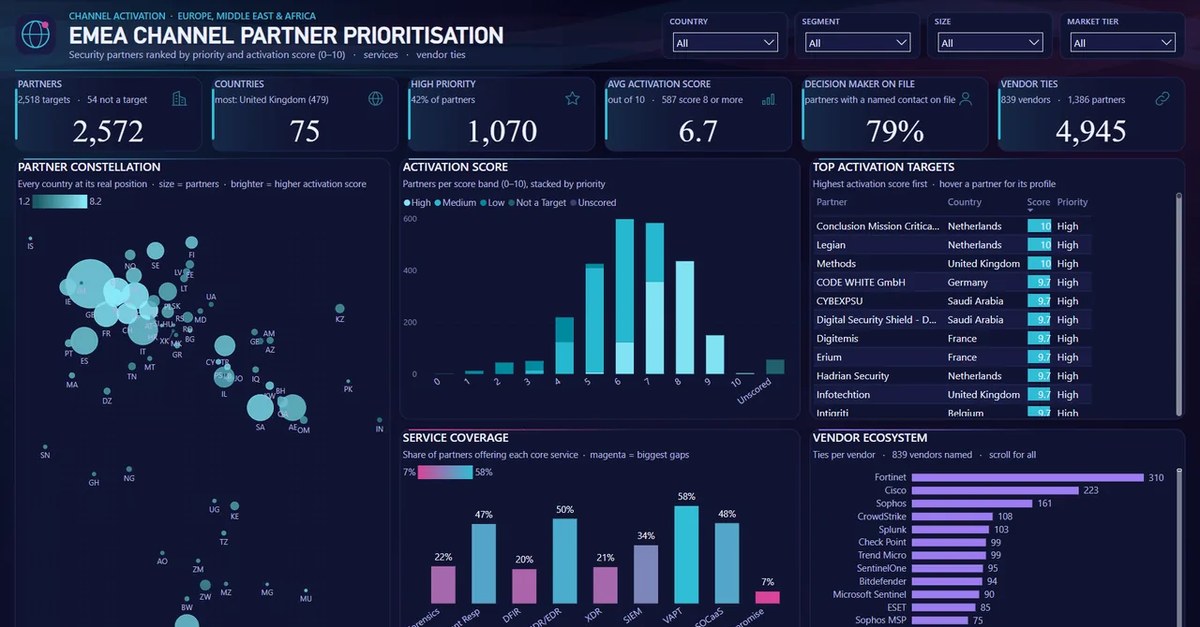 CHANNEL ACTIVATION · EUROPE, MIDDLE EAST & AFRICA
EMEA CHANNEL PARTNER PRIORITISATION
Security partners ranked by priority and activation score (0–10) · services · vendor ties
COUNTRY
All
SEGMENT
All
SIZE
All
MARKET TIER
All
PARTNERS
2,518 targets · 54 not a target
2,572
COUNTRIES
most: United Kingdom (479)
75
HIGH PRIORITY
42% of partners
1,070
AVG ACTIVATION SCORE
out of 10 · 587 score 8 or more
6.7
DECISION MAKER ON FILE
partners with a named contact on file
79%
VENDOR TIES
839 vendors · 1,386 partners
4,945
PARTNER CONSTELLATION
Every country at its real position · size = partners · brighter = higher activation score
1.2 8.2
IS
NO
SE
FI
LV
EE
LT
IE
GB
SK
UA
FR
CH
RS
MD
RO
BG
XK
MK
GR
IT
PT
ES
MT
TN
MA
DZ
KZ
GE
AM
AZ
CY
TR
IL
JO
IQ
BH
KW
QA
SA
AE
OM
PK
IN
SN
GH
NG
UG
KE
TZ
AO
ZM
ZW
MZ
MG
MU
BW
ACTIVATION SCORE
Partners per score band (0–10), stacked by priority
High Medium Low Not a Target Unscored
600
400
200
0
0 1 2 3 4 5 6 7 8 9 10 Unscored
TOP ACTIVATION TARGETS
Highest activation score first · hover a partner for its profile
Partner Country Score Priority
Conclusion Mission Critica... Netherlands 10 High
Legian Netherlands 10 High
Methods United Kingdom 10 High
CODE WHITE GmbH Germany 9.7 High
CYBEXPSU Saudi Arabia 9.7 High
Digital Security Shield - D... Saudi Arabia 9.7 High
Digitemis France 9.7 High
Erium France 9.7 High
Hadrian Security Netherlands 9.7 High
Infotechtion United Kingdom 9.7 High
Intigriti Belgium 9.7 High
SERVICE COVERAGE
Share of partners offering each core service · magenta = biggest gaps
7% 58%
22%
47%
20%
50%
21%
34%
58%
48%
7%
DFIR
XDR
SIEM
VAPT
VENDOR ECOSYSTEM
Ties per vendor · 839 vendors named · scroll for all
Fortinet 310
Cisco 223
Sophos 161
CrowdStrike 108
Splunk 103
Check Point 99
Trend Micro 99
SentinelOne 95
Bitdefender 94
Microsoft Sentinel 90
ESET 85
Sophos MSP 75